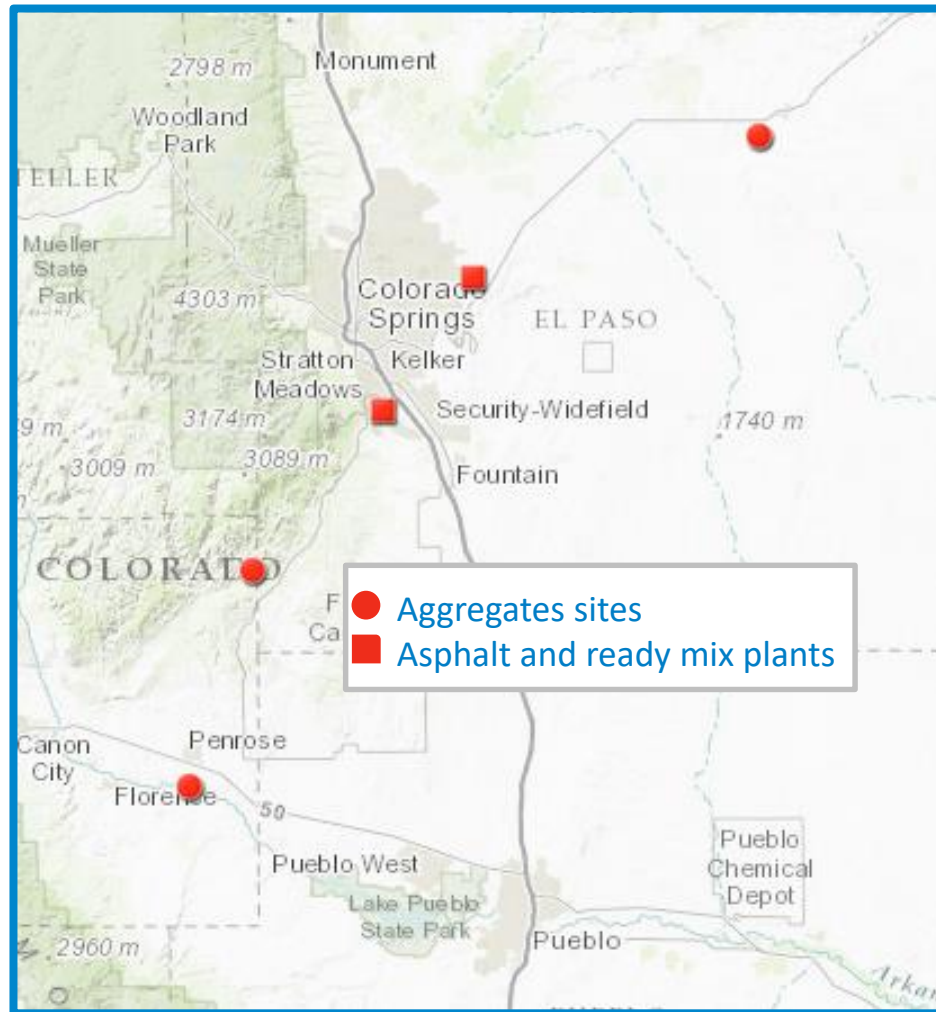 Monument
2798 m
Woodland
Park
TELLER
Mueller
State
Park
4303 m
Colorado
Springs
EL PASO
Stratton
Meadows
Kelker
3174 m
Security-Widefield
1740 m
9 m
3009 m
3089 m
Fountain
COLORADO
F
Ca
Aggregates sites
Asphalt and ready mix plants
Canon
City
Penrose
Florence
50
Pueblo West
Pueblo
Chemical
Depot
Lake Pueblo
State Park
Pueblo
2960 m
Arkan